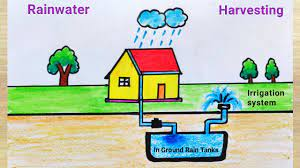 Rainwater Harvesting
Irrigation
system
In Ground Rain Tanks